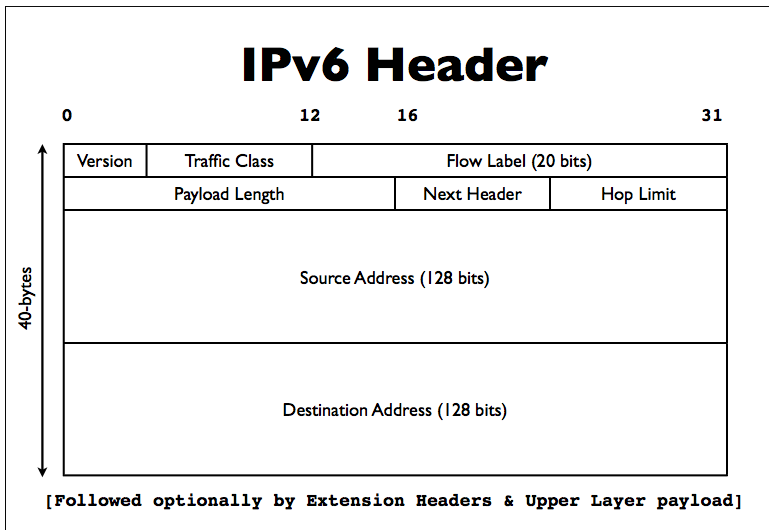 IPv6 Header
0 12 16 31
Version Traffic Class Flow Label (20 bits)
Payload Length Next Header Hop Limit
Source Address (128 bits)
40-bytes
Destination Address (128 bits)
[Followed optionally by Extension Headers & Upper Layer payload]